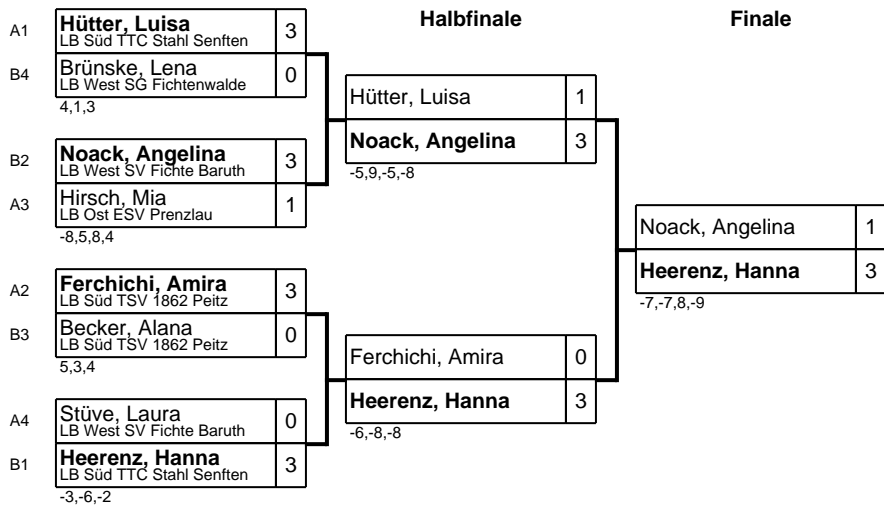 Halbfinale
Finale
A1
Hütter, Luisa
3
LB Süd TTC Stahl Senften
B4
Brünske, Lena
0
LB West SG Fichtenwalde
4,1,3
B2
Noack, Angelina
3
LB West SV Fichte Baruth
A3
Hirsch, Mia
1
LB Ost ESV Prenzlau
-8,5,8,4
A2
Ferchichi, Amira
3
LB Süd TSV 1862 Peitz
B3
Becker, Alana
0
LB Süd TSV 1862 Peitz
5,3,4
A4
Stüve, Laura
0
LB West SV Fichte Baruth
B1
Heerenz, Hanna
3
LB Süd TTC Stahl Senften
-3,-6,-2
Hütter, Luisa
1
Noack, Angelina
3
-5,9,-5,-8
Ferchichi, Amira
0
Heerenz, Hanna
3
-6,-8,-8
Noack, Angelina
1
Heerenz, Hanna
3
-7,-7,8,-9